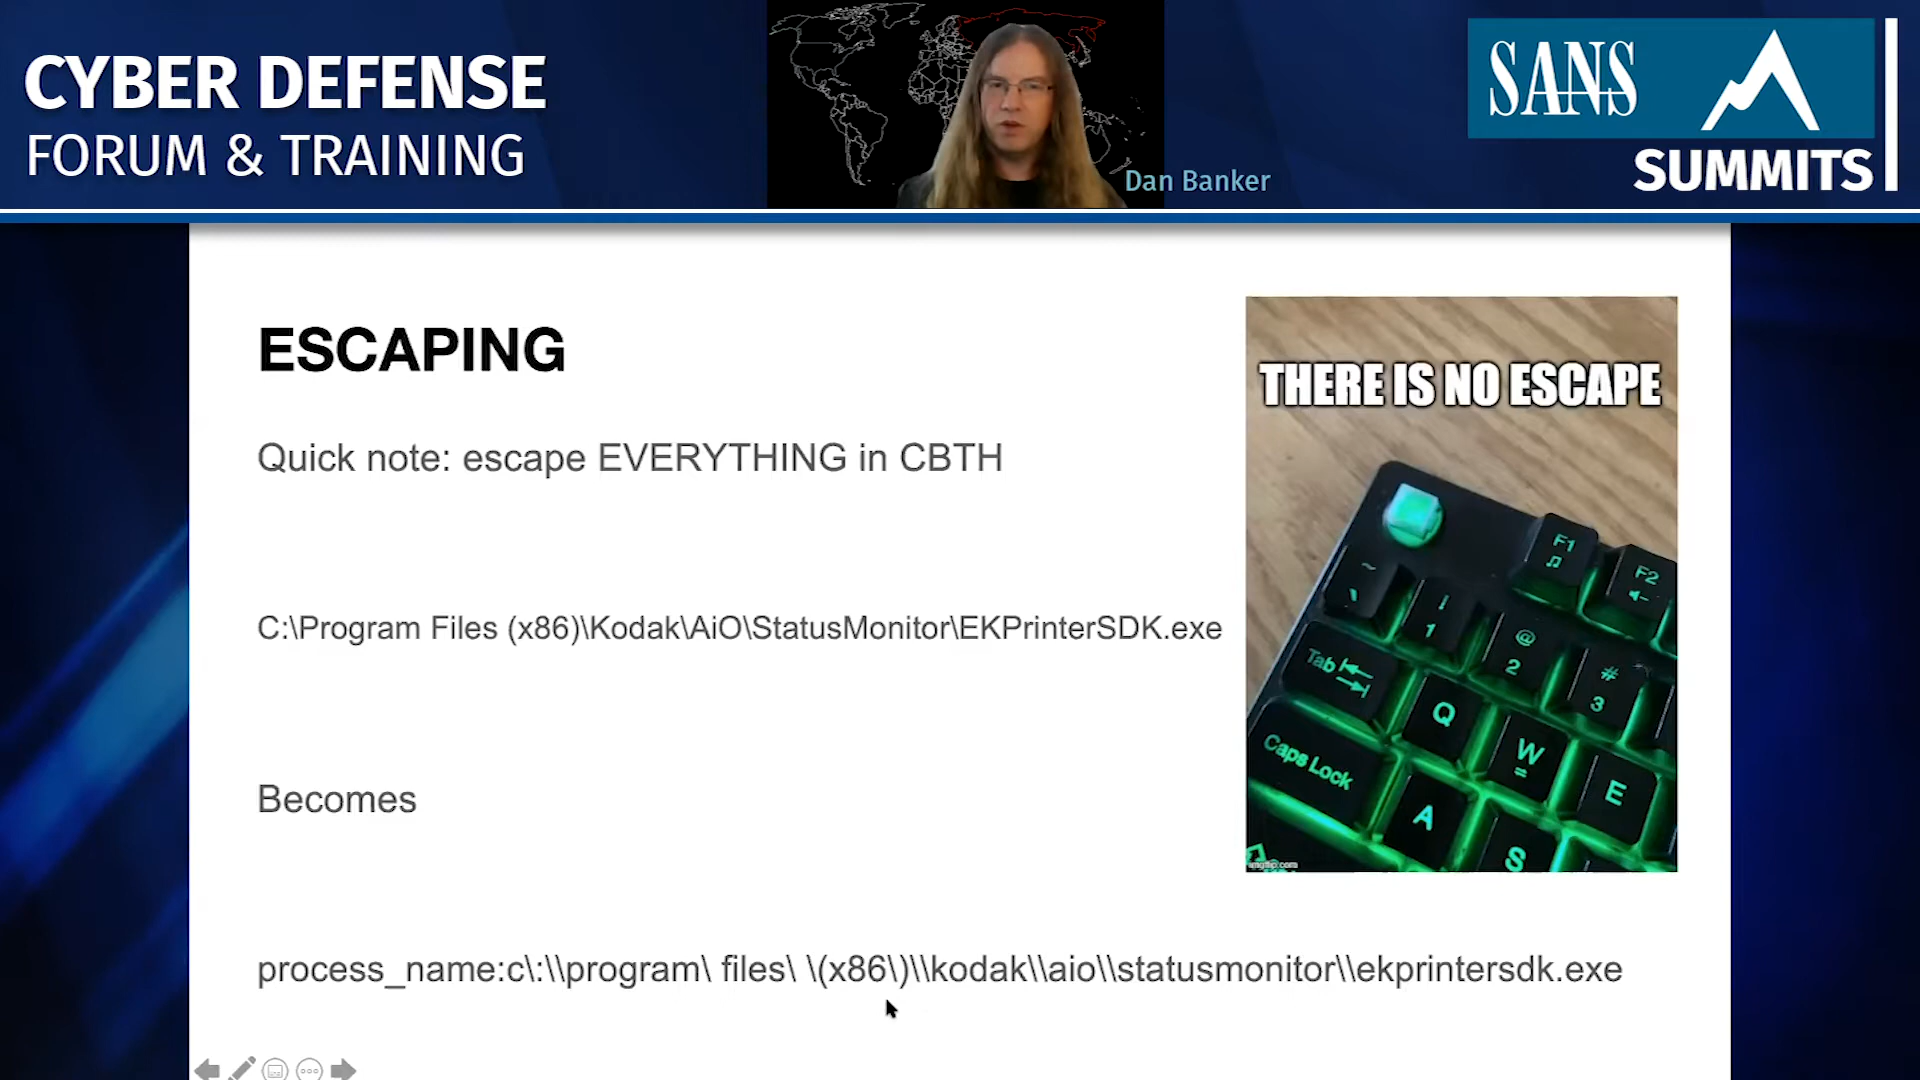 CYBER DEFENSE
FORUM & TRAINING
Dan Banker
SANS
SUMMITS
ESCAPING
Quick note: escape EVERYTHING in CBTH
C:\Program Files (x86)\Kodak\AiO\StatusMonitor\EKPrinterSDK.exe
Becomes
process_name:c\:\\program\ files\ \(x86\)\\kodak\\aio\\statusmonitor\\ekprintersdk.exe
THERE IS NO ESCAPE
F1
F2
~
!
1
@
2
#
3
Tab
Q
W
E
Caps Lock
A
S
imgflip.com